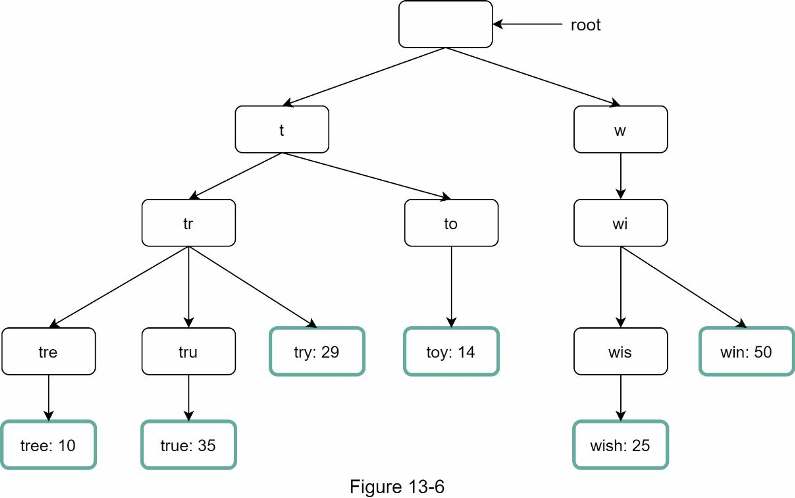 root
t
w
tr
to
wi
tre
tru
try: 29
toy: 14
wis
win: 50
tree: 10
true: 35
wish: 25
Figure 13-6